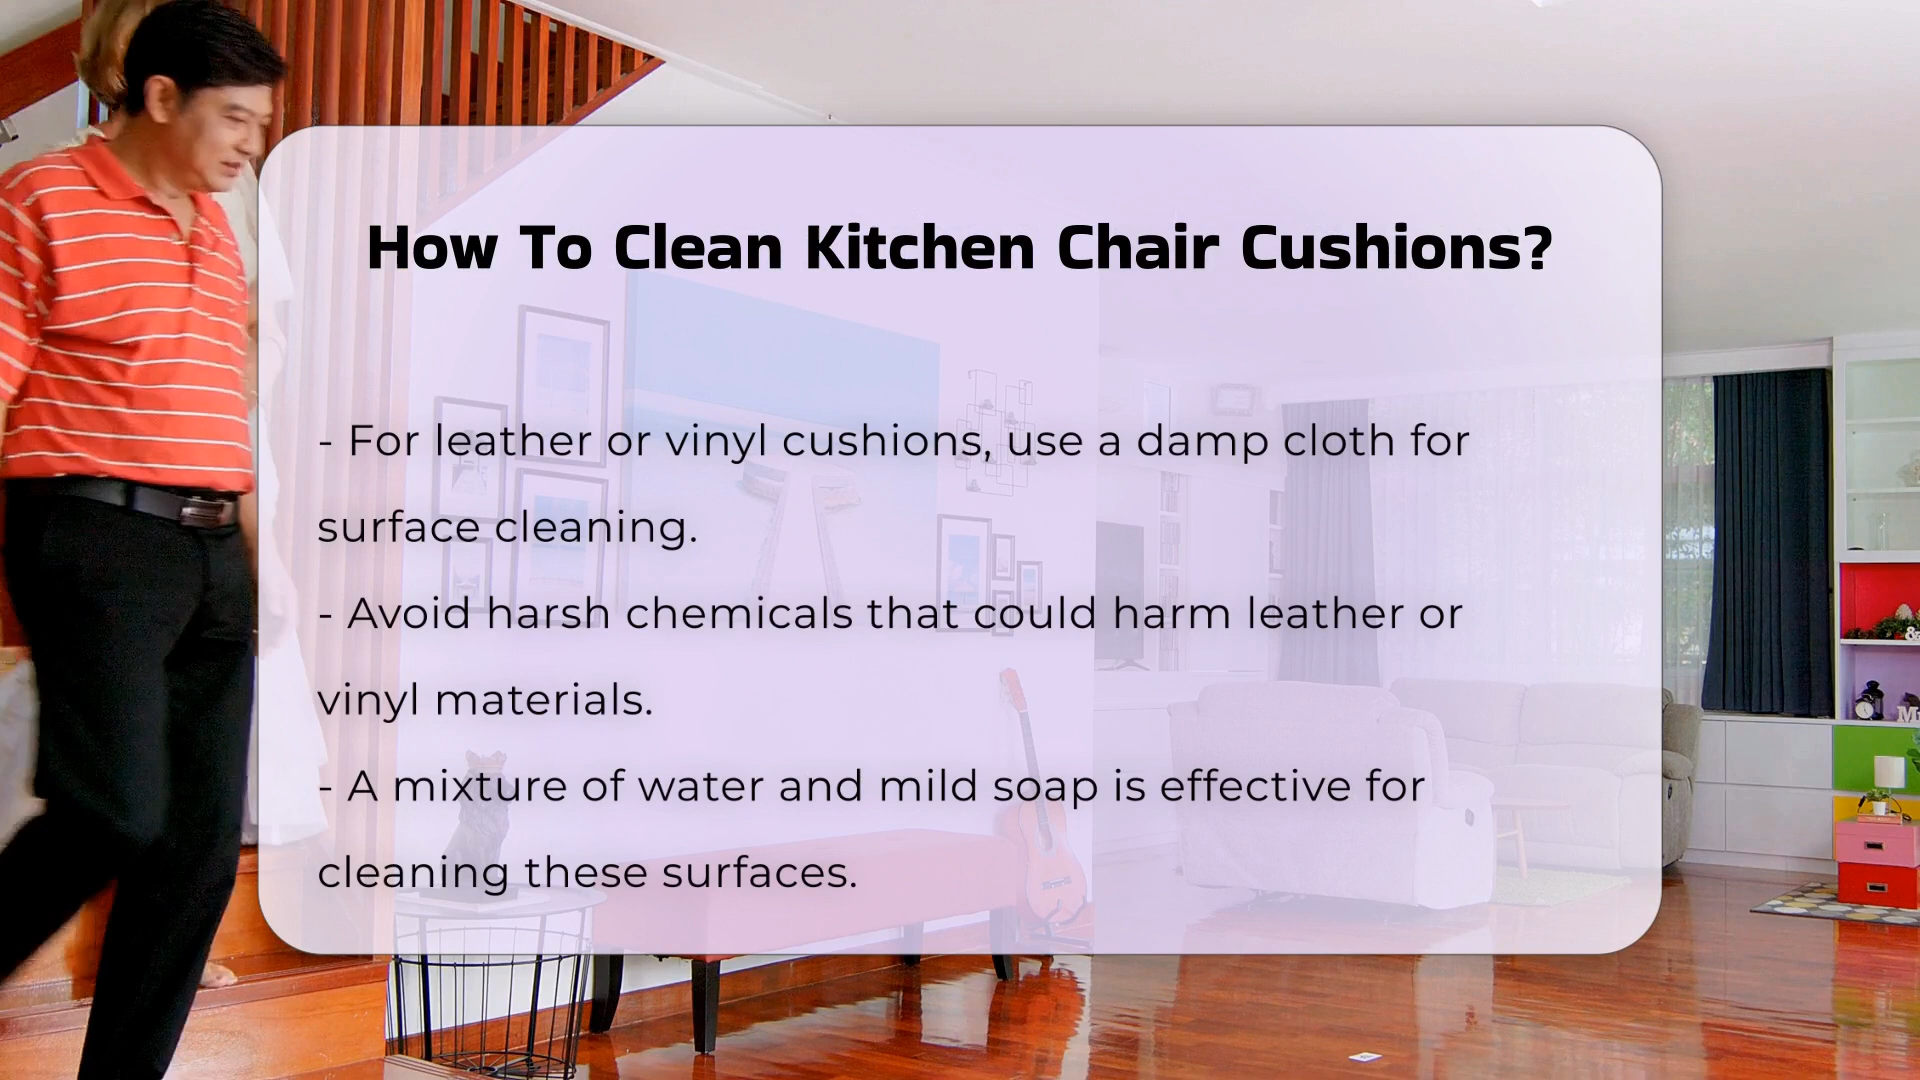 How To Clean Kitchen Chair Cushions?
- For leather or vinyl cushions, use a damp cloth for
surface cleaning.
- Avoid harsh chemicals that could harm leather or
vinyl materials.
- A mixture of water and mild soap is effective for
cleaning these surfaces.